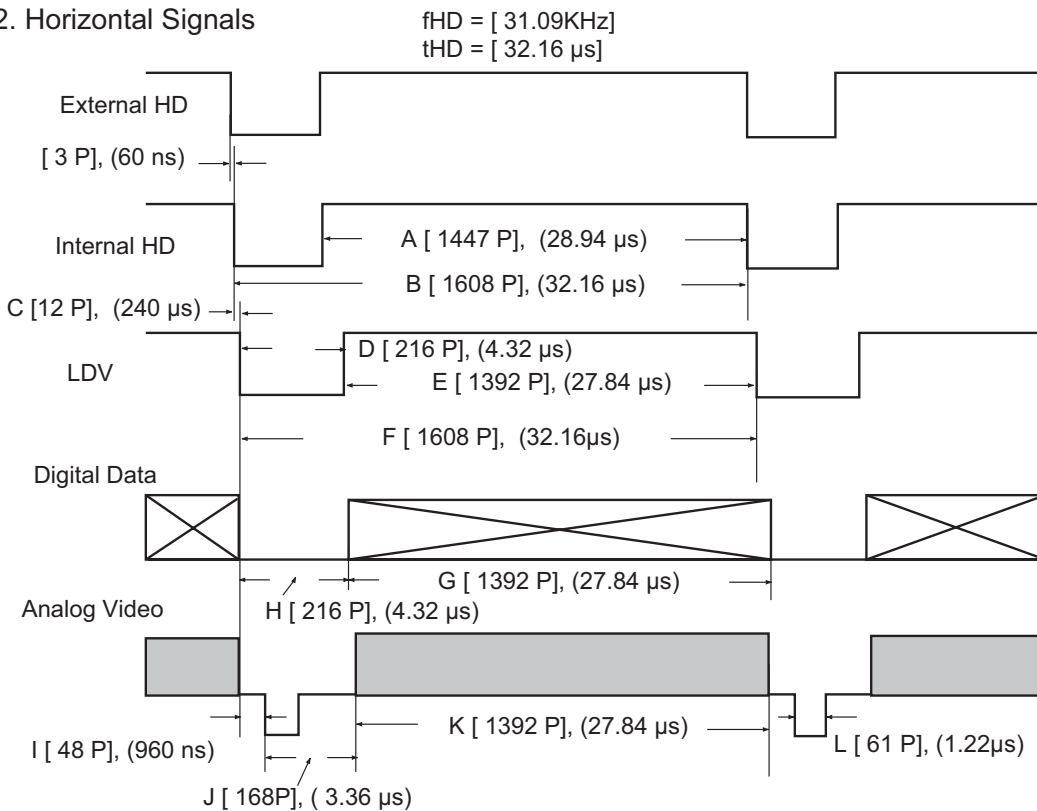 2. Horizontal Signals
fHD = [ 31.09KHz]
tHD = [ 32.16 µs]
External HD
[ 3 P], (60 ns)
Internal HD
A [ 1447 P], (28.94 µs)
B [ 1608 P], (32.16 µs)
C [12 P], (240 µs)
LDV
D [ 216 P], (4.32 µs)
E [ 1392 P], (27.84 µs)
F [ 1608 P], (32.16µs)
Digital Data
G [ 1392 P], (27.84 µs)
H [ 216 P], (4.32 µs)
Analog Video
K [ 1392 P], (27.84 µs)
I [ 48 P], (960 ns)
L [ 61 P], (1.22µs)
J [ 168P], ( 3.36 µs)